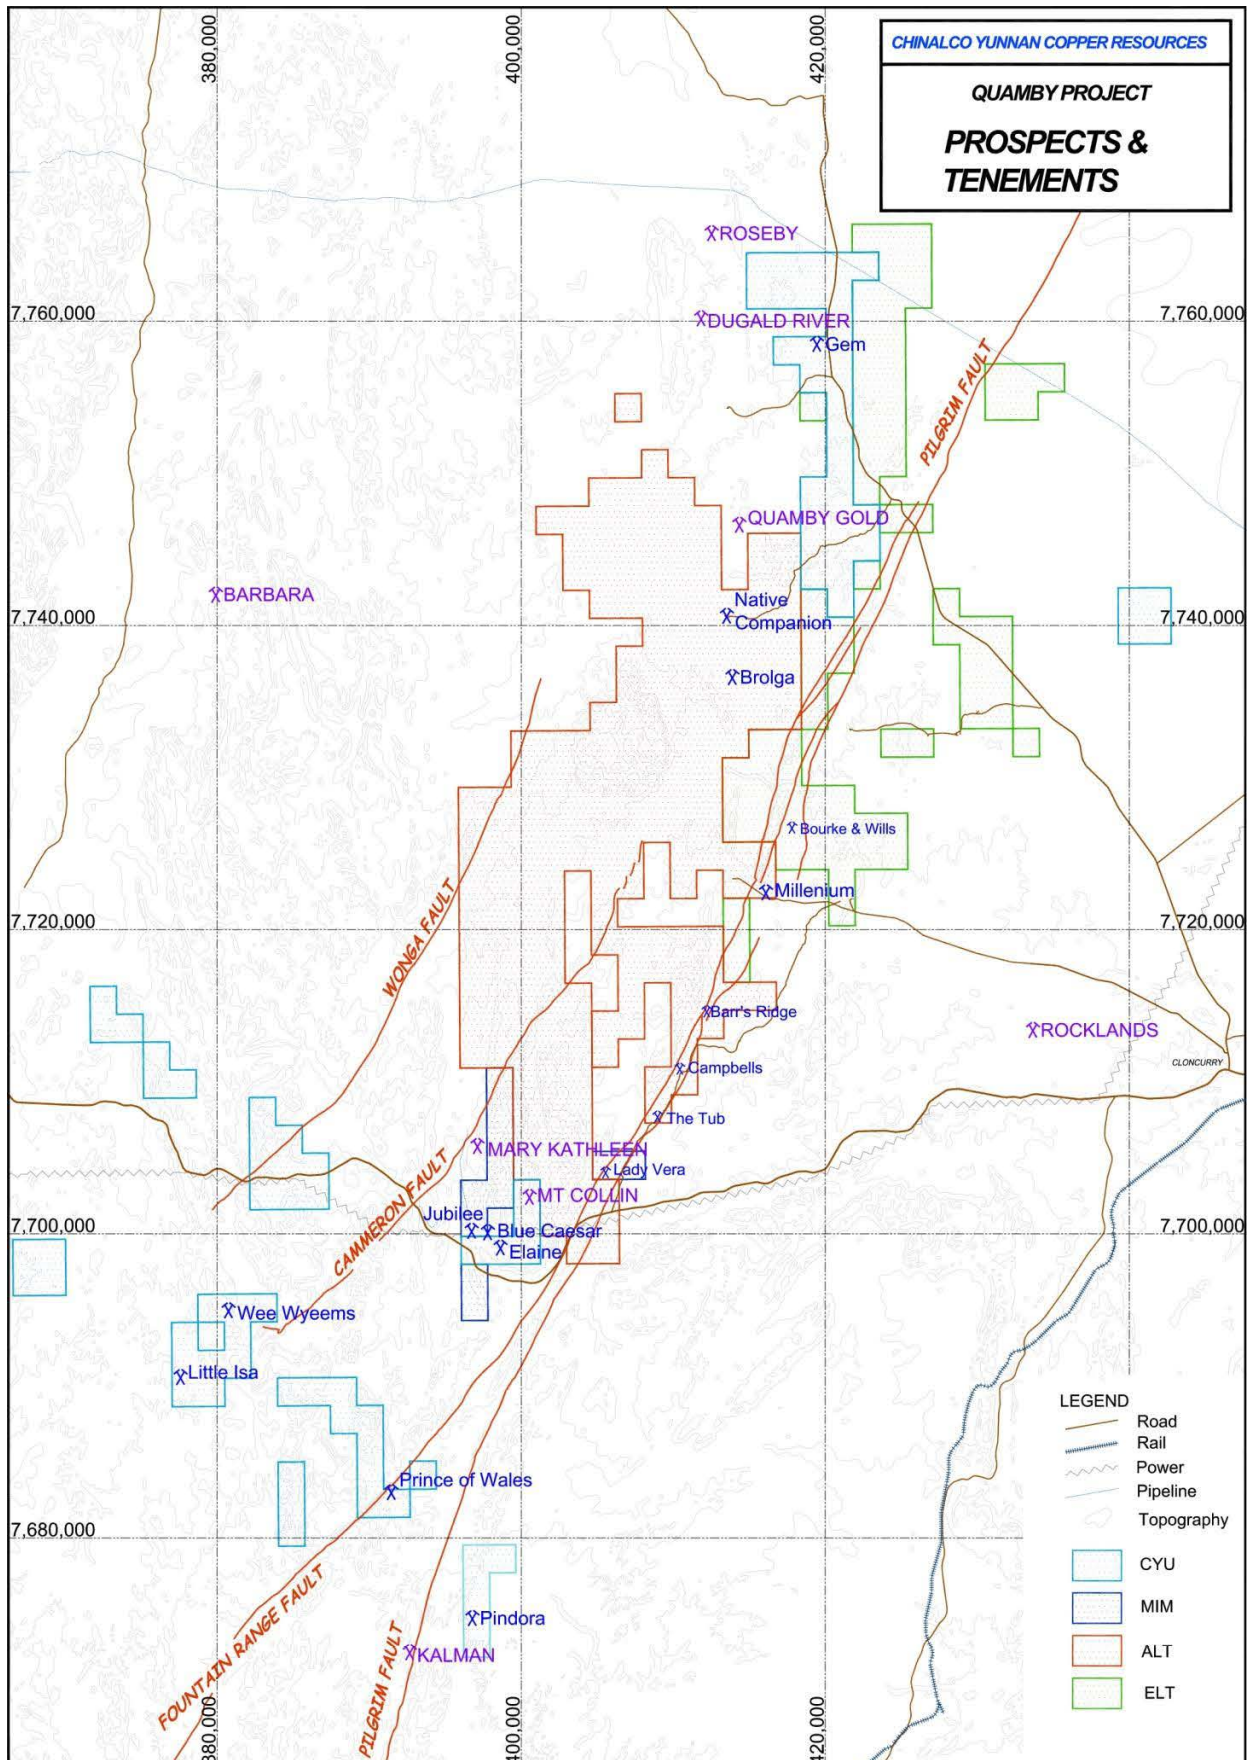 380,000
400,000
420,000
CHINALCO YUNNAN COPPER RESOURCES
QUAMBY PROJECT
PROSPECTS &
TENEMENTS
ROSEBY
7,760,000
7,760,000
DUGALD RIVER
Gem
PILGRIM FAULT
QUAMBY GOLD
BARBARA
Native
Companion
7,740,000
7,740,000
Brolga
Bourke & Wills
Millenium
WONGA FAULT
7,720,000
7,720,000
Barr's Ridge
ROCKLANDS
CLONCURRY
Campbells
The Tub
MARY KATHLEEN
Lady Vera
CAMMERON FAULT
MT COLLIN
Jubilee
Blue Caesar
7,700,000
7,700,000
Elaine
Wee Wyeems
Little Isa
LEGEND
Road
Rail
Power
Pipeline
Topography
Prince of Wales
7,680,000
CYU
MIM
ALT
ELT
FOUNTAIN RANGE FAULT
Pindora
PILGRIM FAULT
KALMAN
380,000
400,000
420,000